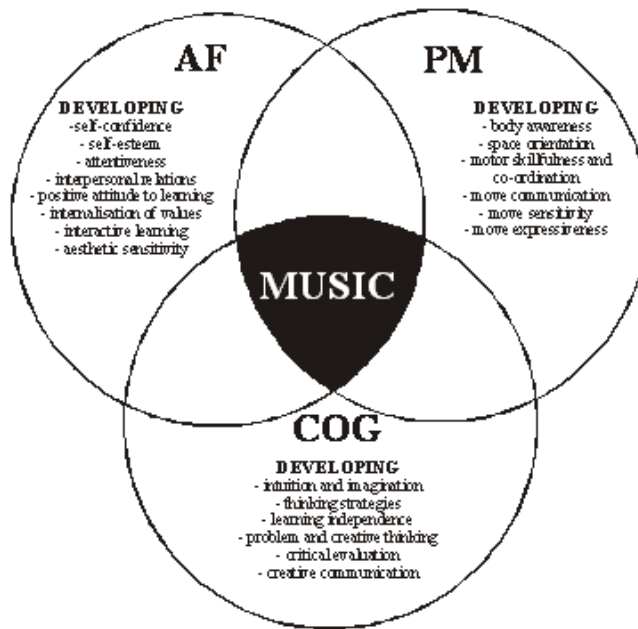 AF
DEVELOPING
-self-confidence
- self-esteem
- attentiveness
- interpersonal relations
- positive attitude to learning
- internalisation of values
- interactive learning
- aesthetic sensitivity
PM
DEVELOPING
- body awareness
- space orientation
- motor skillfulness and
co-ordination
- move communication
- move sensitivity
- move expressiveness
MUSIC
COG
DEVELOPING
- intuition and imagination
- thinking strategies
- learning independence
- problem and creative thinking
- critical evaluation
- creative communication